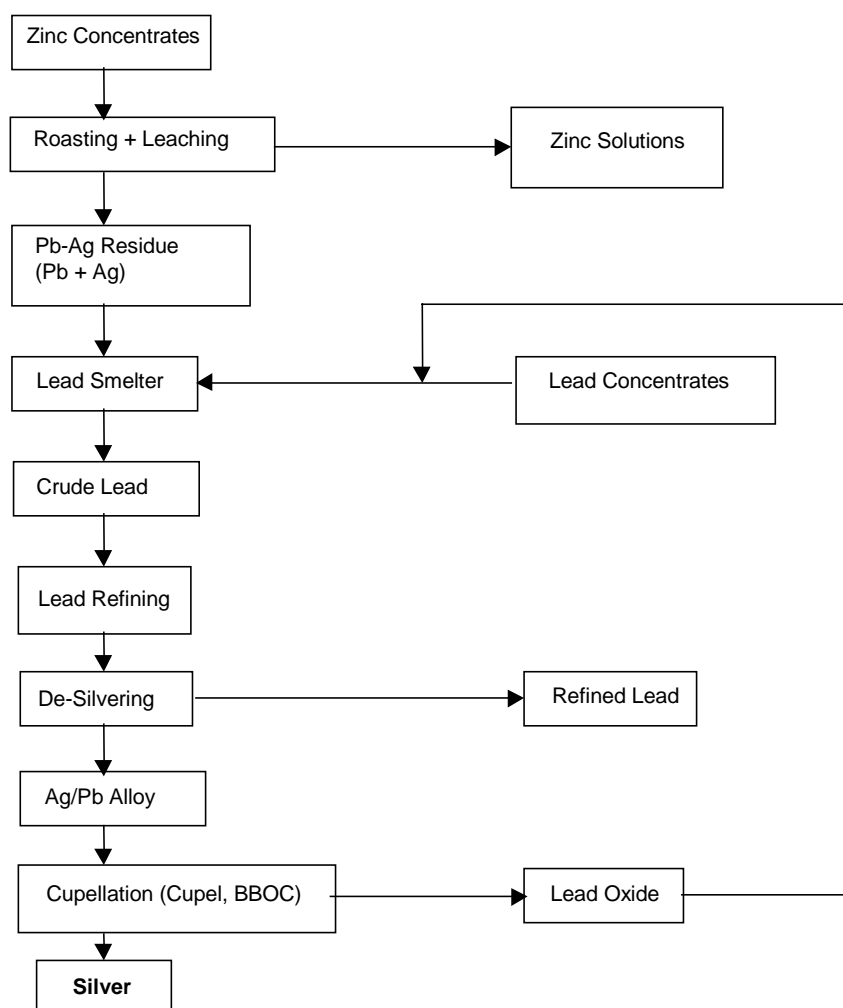 Zinc Concentrates
Roasting + Leaching
Zinc Solutions
Pb-Ag Residue
(Pb + Ag)
Lead Smelter
Lead Concentrates
Crude Lead
Lead Refining
De-Silvering
Refined Lead
Ag/Pb Alloy
Cupellation (Cupel, BBOC)
Lead Oxide
Silver